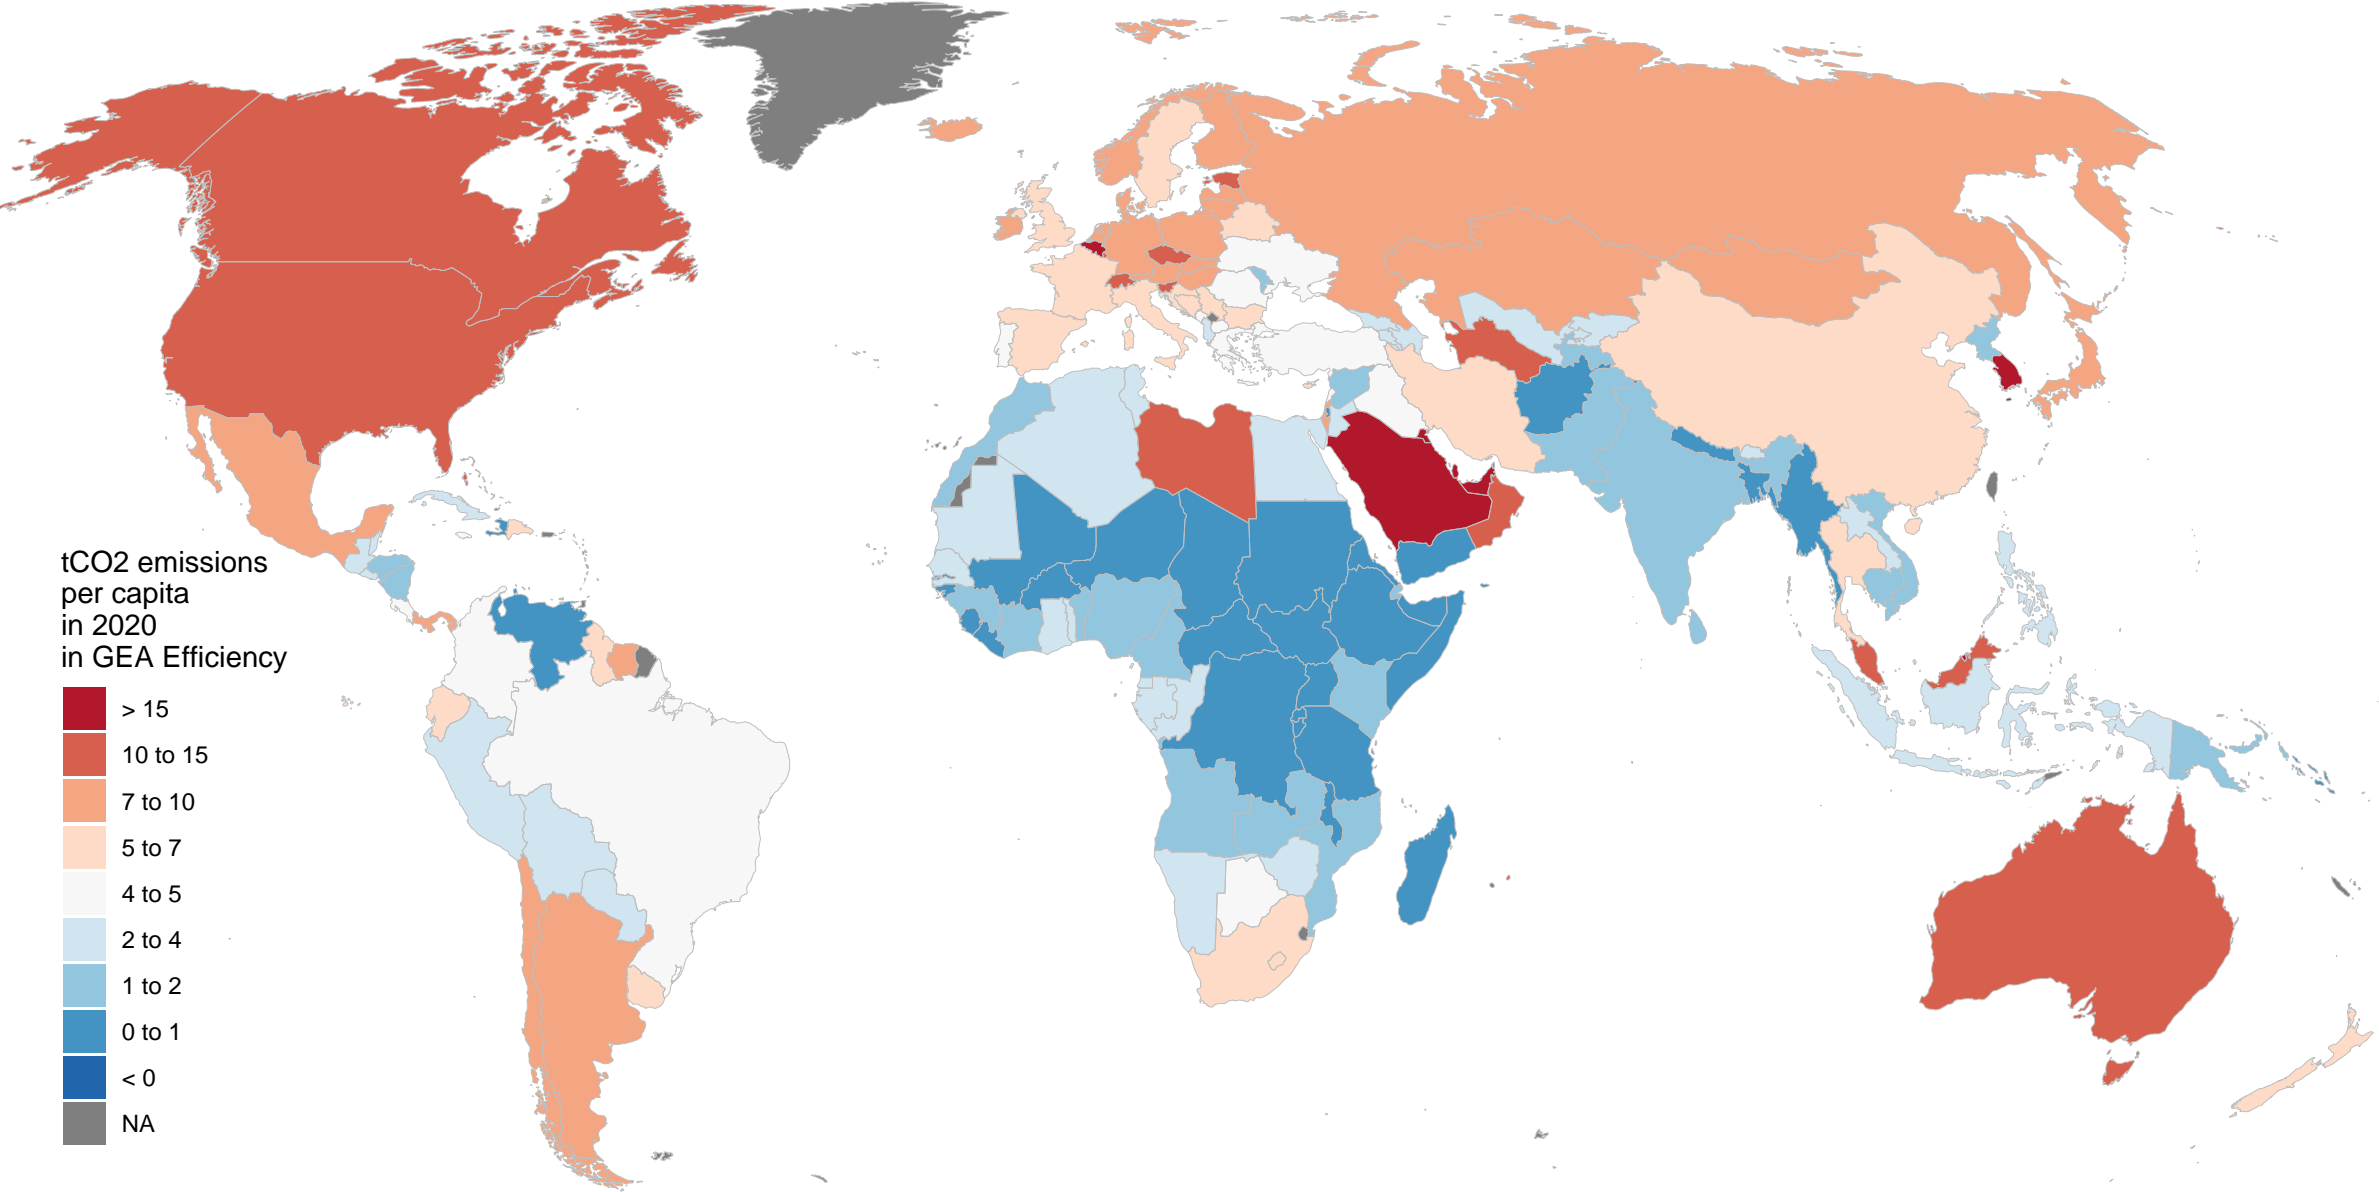 tCO2 emissions
per capita
in 2020
in GEA Efficiency
> 15
10 to 15
7 to 10
5 to 7
4 to 5
2 to 4
1 to 2
0 to 1
< 0
NA